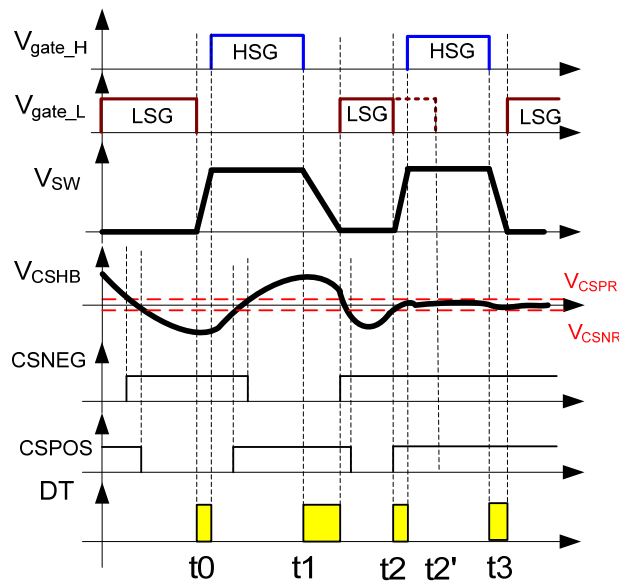 Vgate_H
HSG
HSG
Vgate_L
LSG
LSG
LSG
VSW
VCSHB
VCSPR
VCSNR
CSNEG
CSPOS
DT
t0
t1
t2
t2'
t3